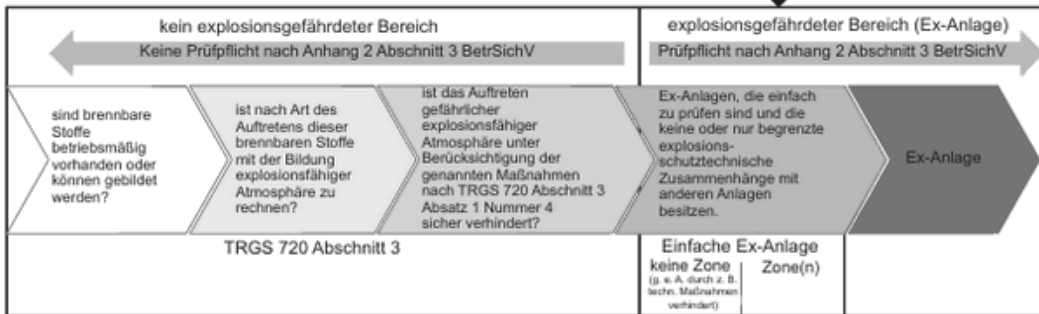 kein explosionsgefährdeter Bereich
Keine Prüfpflicht nach Anhang 2 Abschnitt 3 BetrSichV
explosionsgefährdeter Bereich (Ex-Anlage)
Prüfpflicht nach Anhang 2 Abschnitt 3 BetrSichV
sind brennbare
Stoffe
betriebsmäßig
vorhanden oder
können gebildet
werden?
ist nach Art des
Auftretens dieser
brennbaren Stoffe
mit der Bildung
explosionsfähiger
Atmosphäre zu
rechnen?
ist das Auftreten
gefährlicher
explosionsfähiger
Atmosphäre unter
Berücksichtigung der
genannten Maßnahmen
nach TRGS 720 Abschnitt 3
Absatz 1 Nummer 4
sicher verhindert?
Ex-Anlagen, die einfach
zu prüfen sind und die
keine oder nur begrenzte
explosions-
schutztechnische
Zusammenhänge mit
anderen Anlagen
besitzen.
Ex-Anlage
TRGS 720 Abschnitt 3
Einfache Ex-Anlage
keine Zone
(g. e. A. durch z. B.
techn. Maßnahmen
verhindert)
Zone(n)